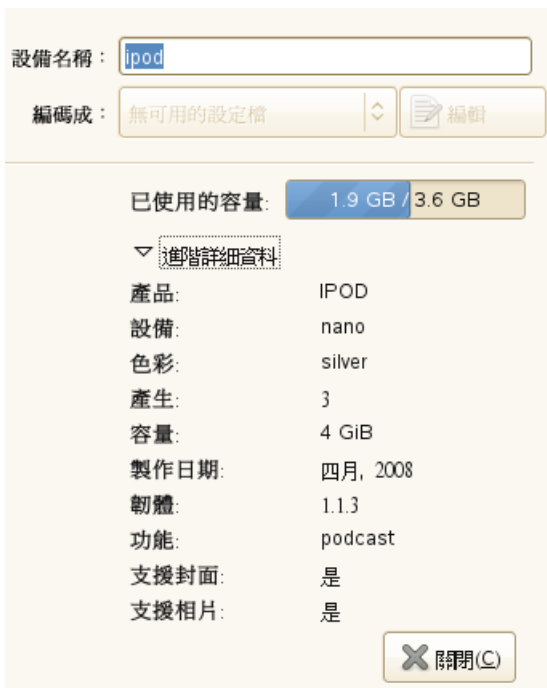 設備名稱： ipod
編碼成： 無可用的設定檔 編輯
已使用的容量: 1.9 GB / 3.6 GB
進階詳細資料
產品: IPOD
設備: nano
色彩: silver
產生: 3
容量: 4 GiB
製作日期: 四月, 2008
韌體: 1.1.3
功能: podcast
支援封面: 是
支援相片: 是
關閉(C)